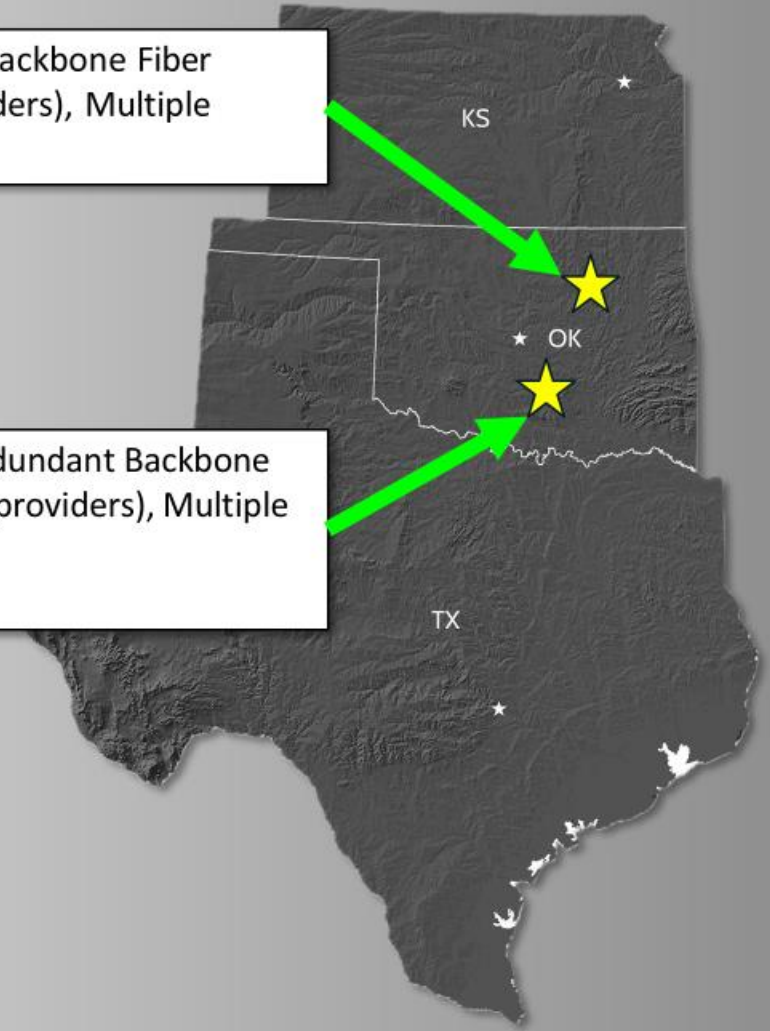 ackbone Fiber
ders), Multiple
KS
OK
dundant Backbone
providers), Multiple
TX